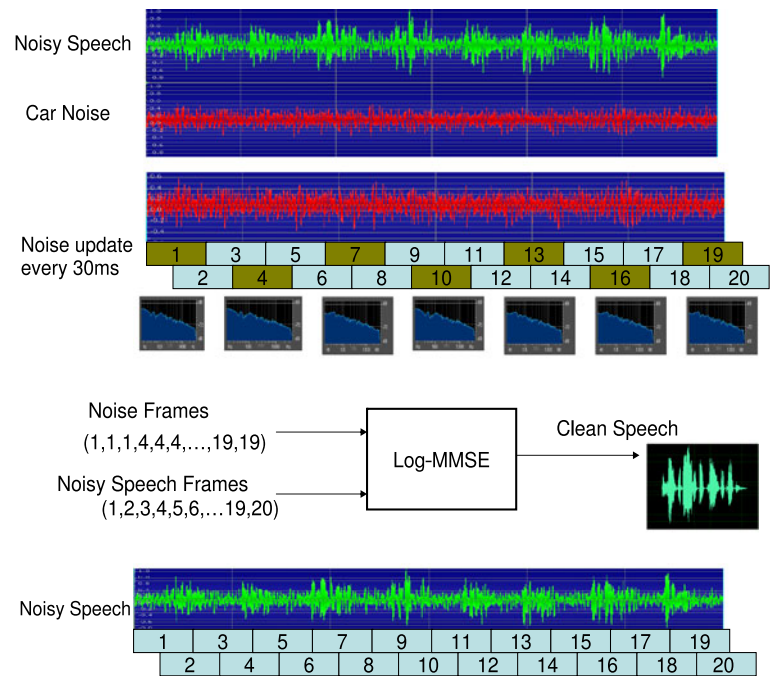 Noisy Speech
Car Noise
Noise update
every 30ms
1 3 5 7 9 11 13 15 17 19
2 4 6 8 10 12 14 16 18 20
Noise Frames
(1,1,1,4,4,4,…,19,19)
Noisy Speech Frames
(1,2,3,4,5,6,…19,20)
Log-MMSE
Clean Speech
Noisy Speech
1 3 5 7 9 11 13 15 17 19
2 4 6 8 10 12 14 16 18 20